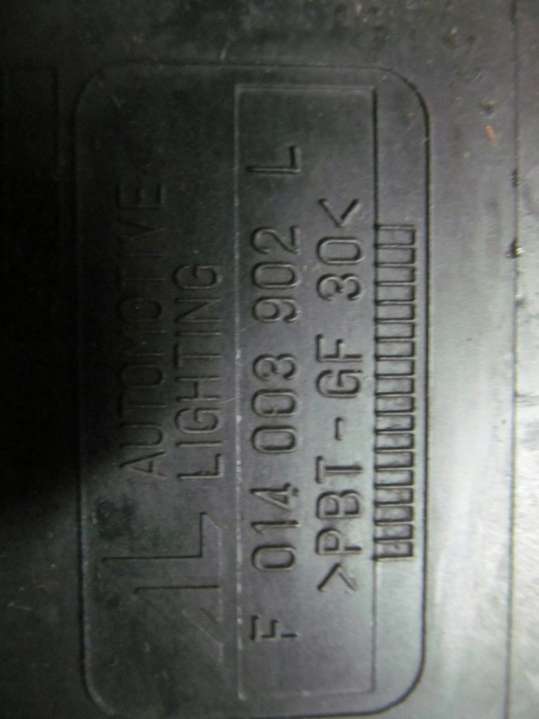 AUTOMOTIVE
LIGHTING
F 014 003 902 L
>PBT-GF 30<